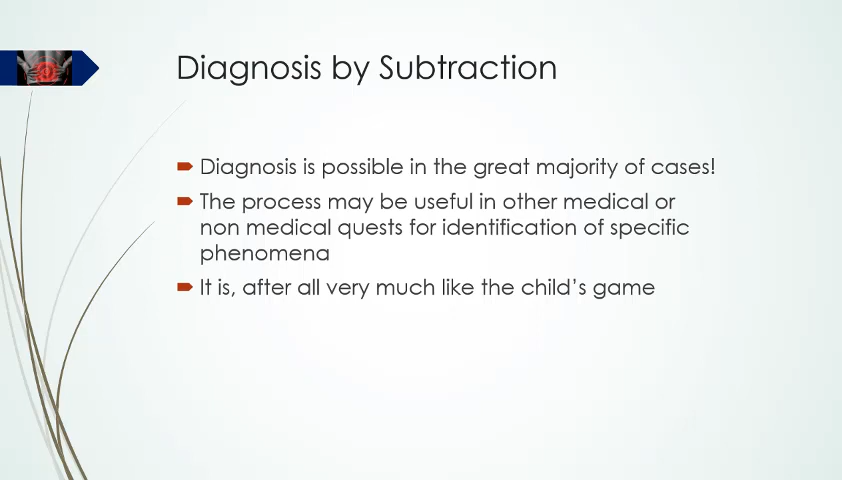 Diagnosis by Subtraction
Diagnosis is possible in the great majority of cases!
The process may be useful in other medical or
non medical quests for identification of specific
phenomena
It is, after all very much like the child’s game